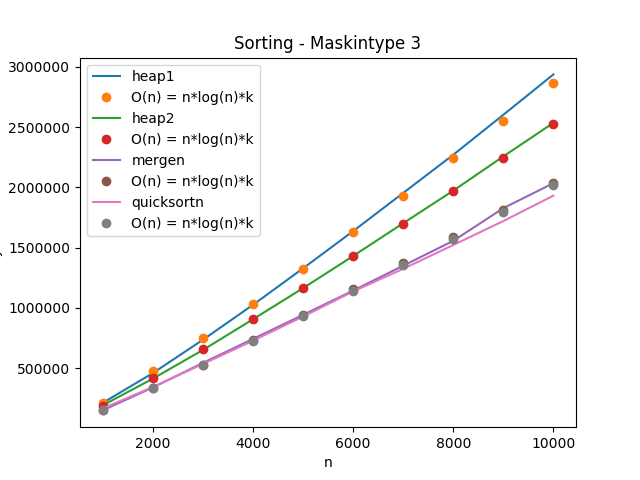 Sorting - Maskintype 3
3000000
2500000
2000000
1500000
1000000
500000
heap1
O(n) = n*log(n)*k
heap2
O(n) = n*log(n)*k
mergen
O(n) = n*log(n)*k
quicksortn
O(n) = n*log(n)*k
2000 4000 6000 8000 10000
n